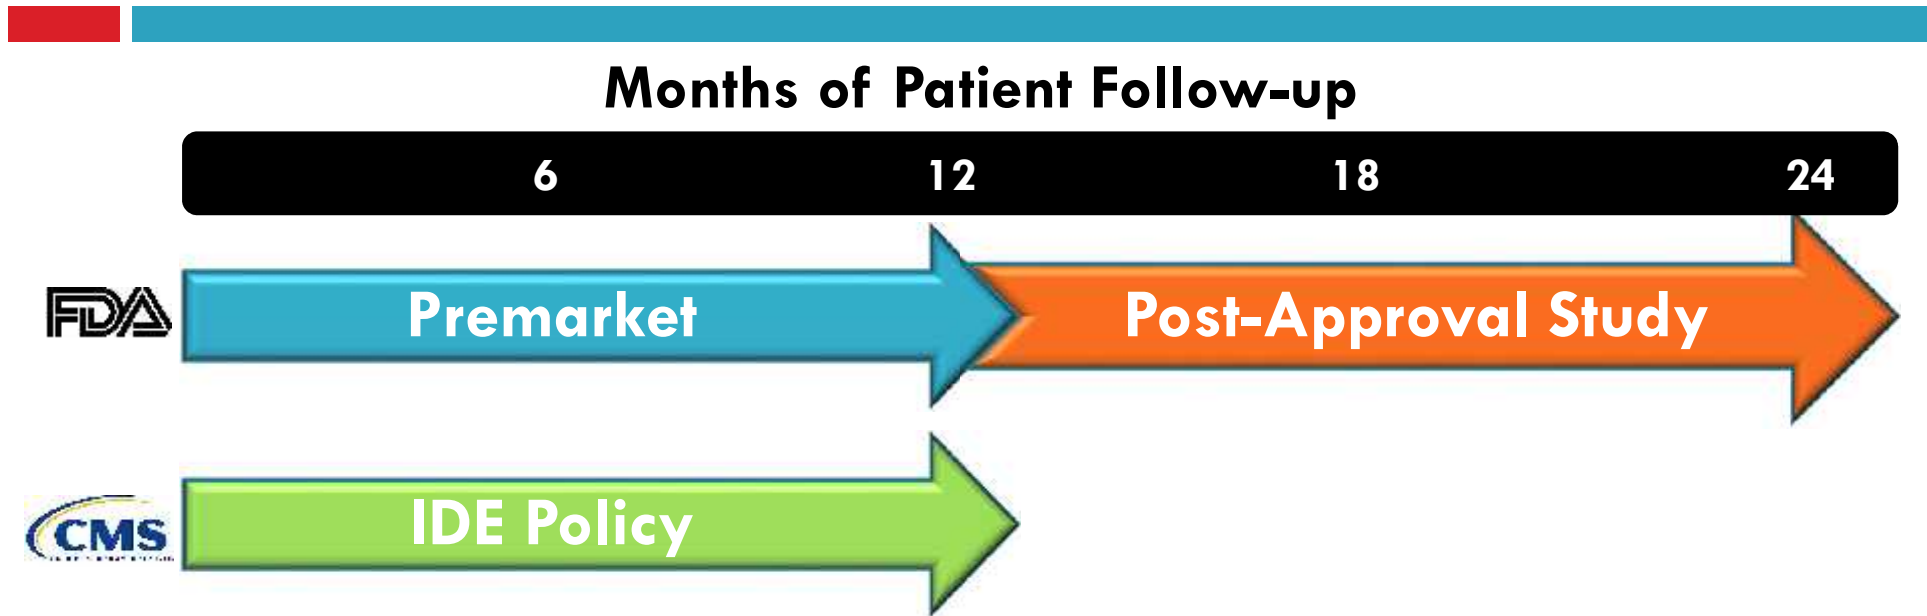 Months of Patient Follow-up
6 12 18 24
FDA Premarket Post-Approval Study
CMS IDE Policy